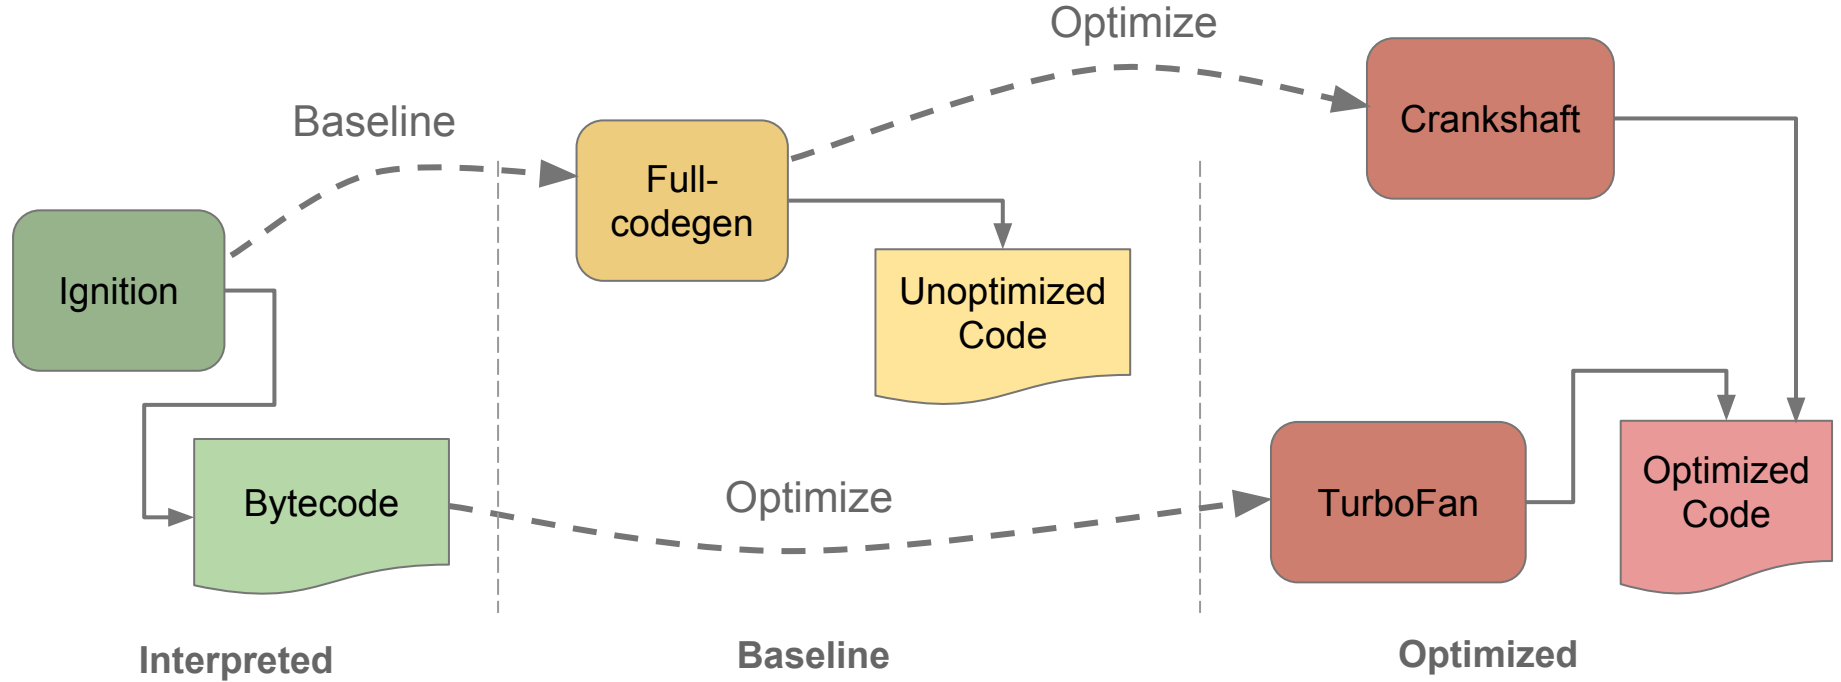 Optimize
Baseline
Crankshaft
Full-
codegen
Ignition
Unoptimized
Code
Bytecode
Optimize
TurboFan
Optimized
Code
Interpreted
Baseline
Optimized